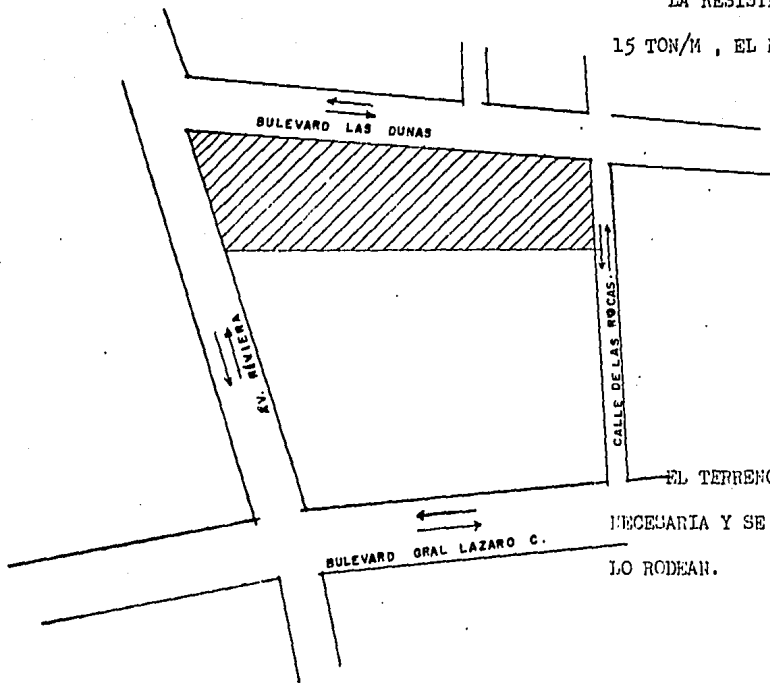 LA RESISTE
15 TON/M , EL
BULEVARD LAS DUNAS
AV. RIVIERA
CALLE DE LAS ROCAS.
EL TERRENO
NECESARIA Y SE
BULEVARD GRAL LAZARO C.
LO RODEAN.